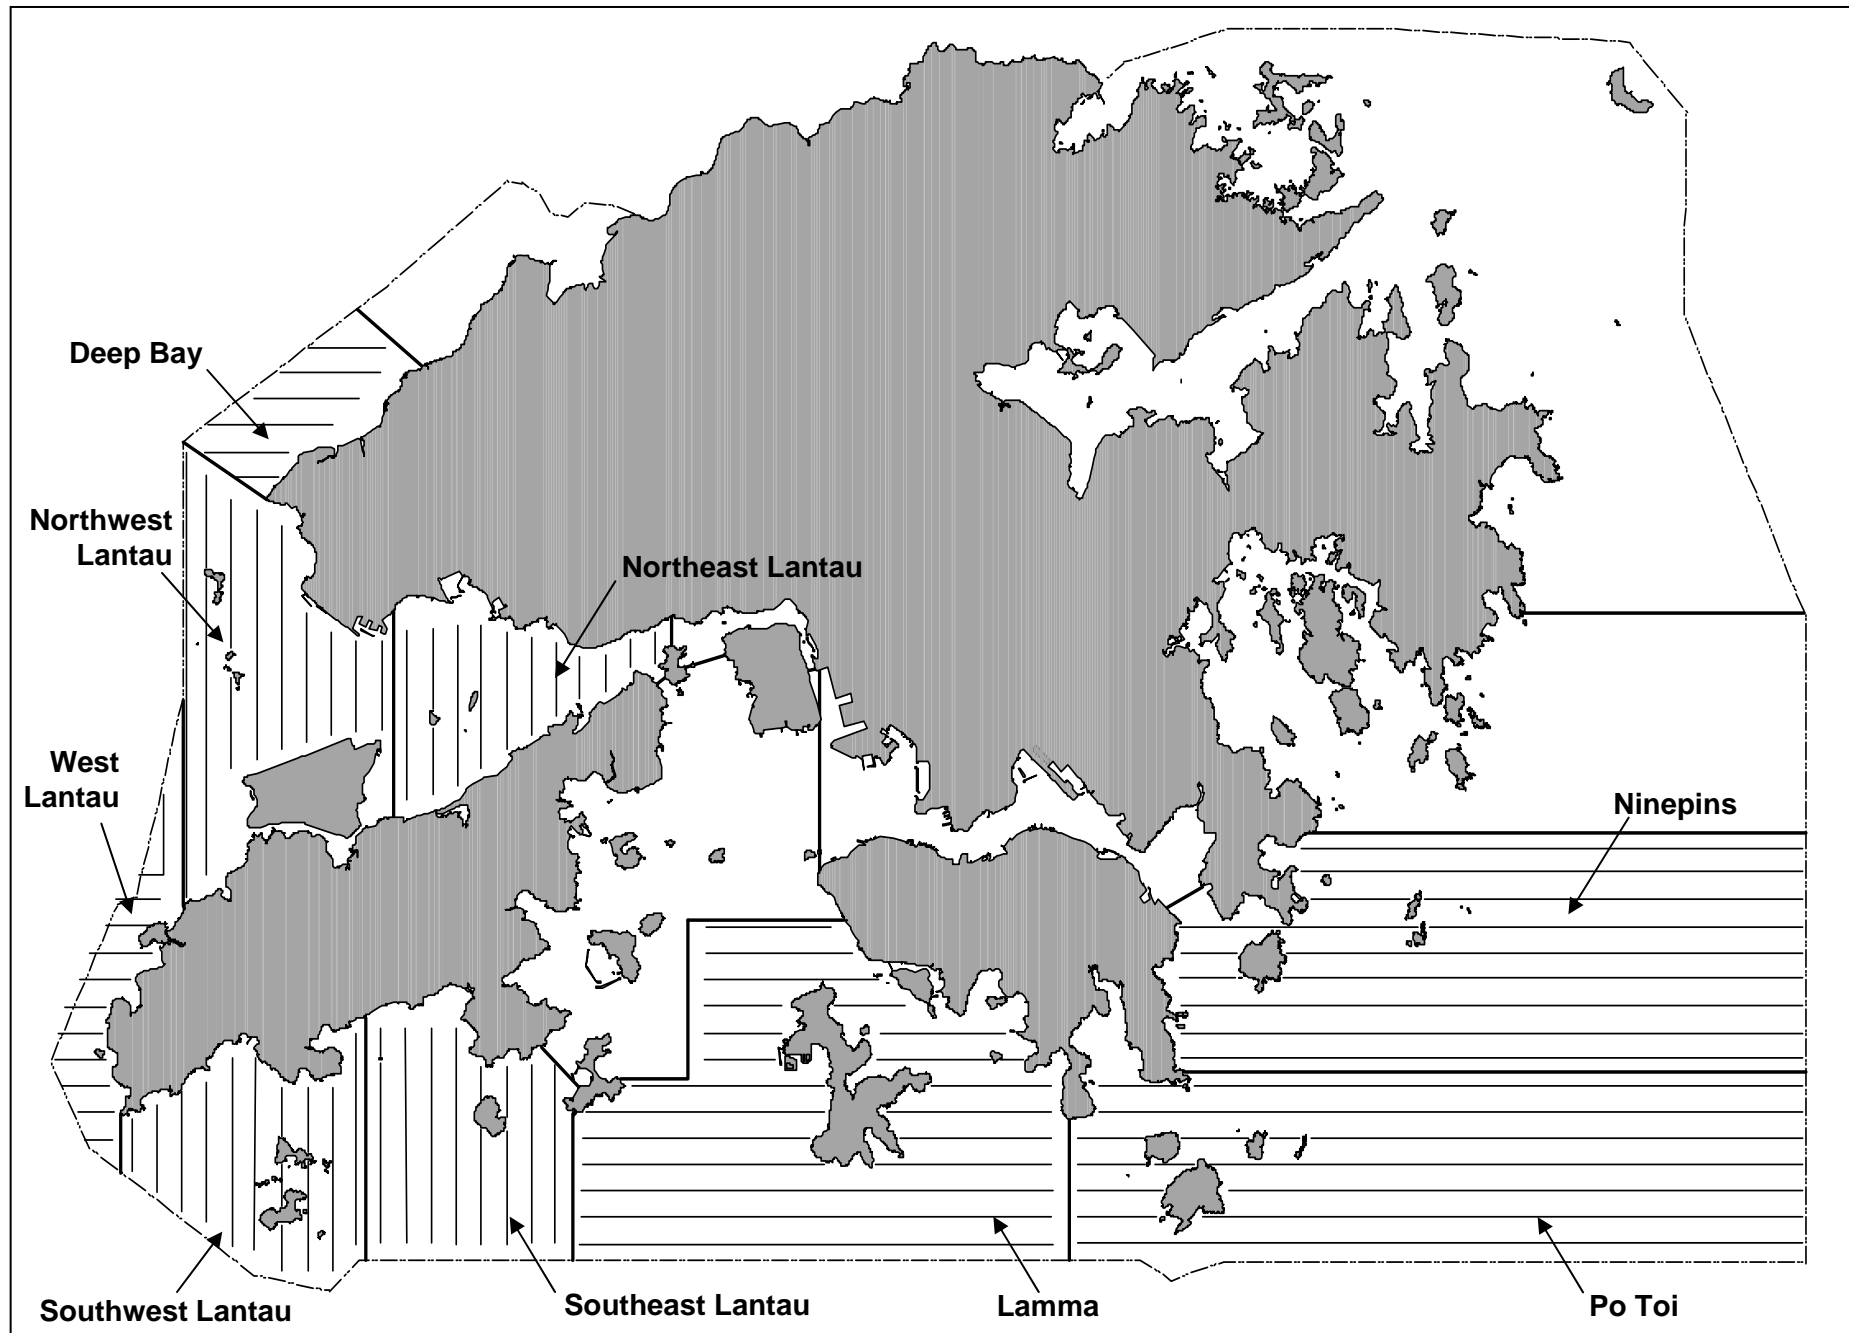 Deep Bay
Northwest
Lantau
Northeast Lantau
West
Lantau
Ninepins
Southwest Lantau
Southeast Lantau
Lamma
Po Toi